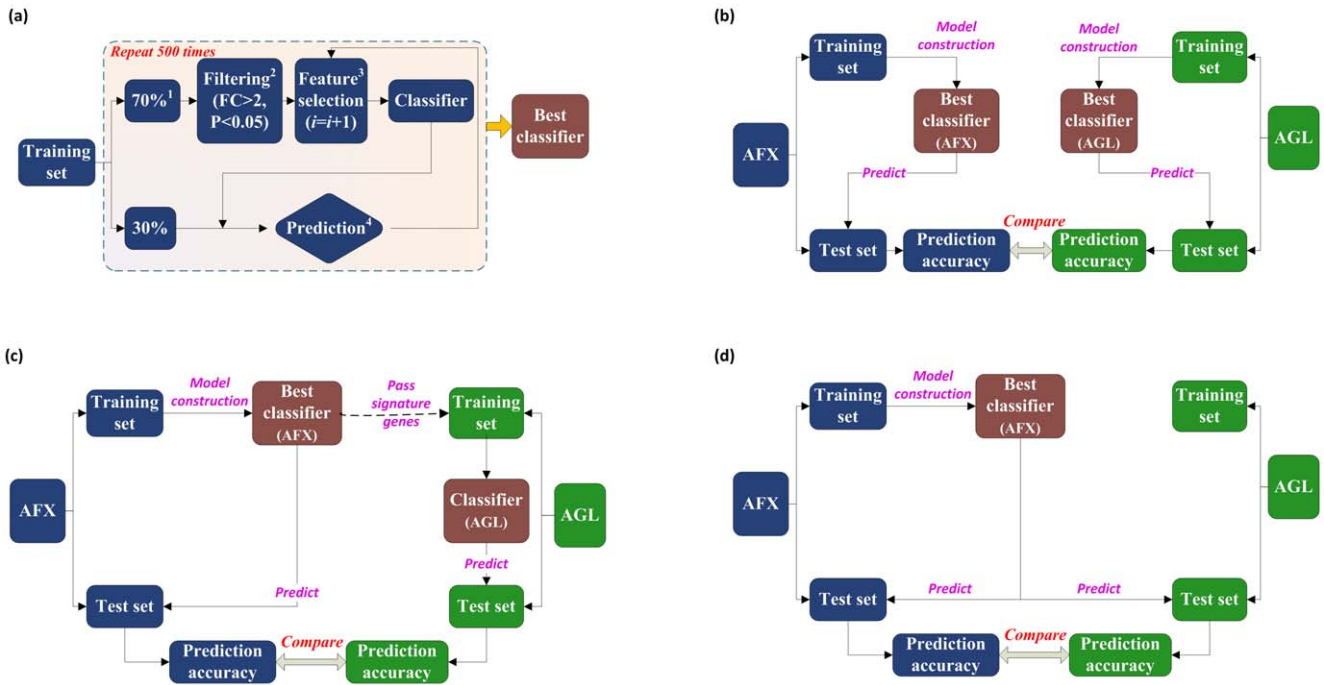 (a)
Repeat 500 times
Training
set
70%1
Filtering2
(FC>2,
P<0.05)
Feature3
selection
(i=i+1)
Classifier
Best
classifier
30%
Prediction4
(b)
AFX
Training
set
Model
construction
Best
classifier
(AFX)
Predict
Test set
Prediction
accuracy
Compare
Model
construction
Training
set
Best
classifier
(AGL)
AGL
Predict
Prediction
accuracy
Test set
(c)
AFX
Training
set
Model
construction
Best
classifier
(AFX)
Pass
signature
genes
Training
set
Classifier
(AGL)
AGL
Predict
Predict
Test set
Test set
Prediction
accuracy
Compare
Prediction
accuracy
(d)
AFX
Training
set
Model
construction
Best
classifier
(AFX)
Training
set
AGL
Test set
Predict
Predict
Test set
Prediction
accuracy
Compare
Prediction
accuracy